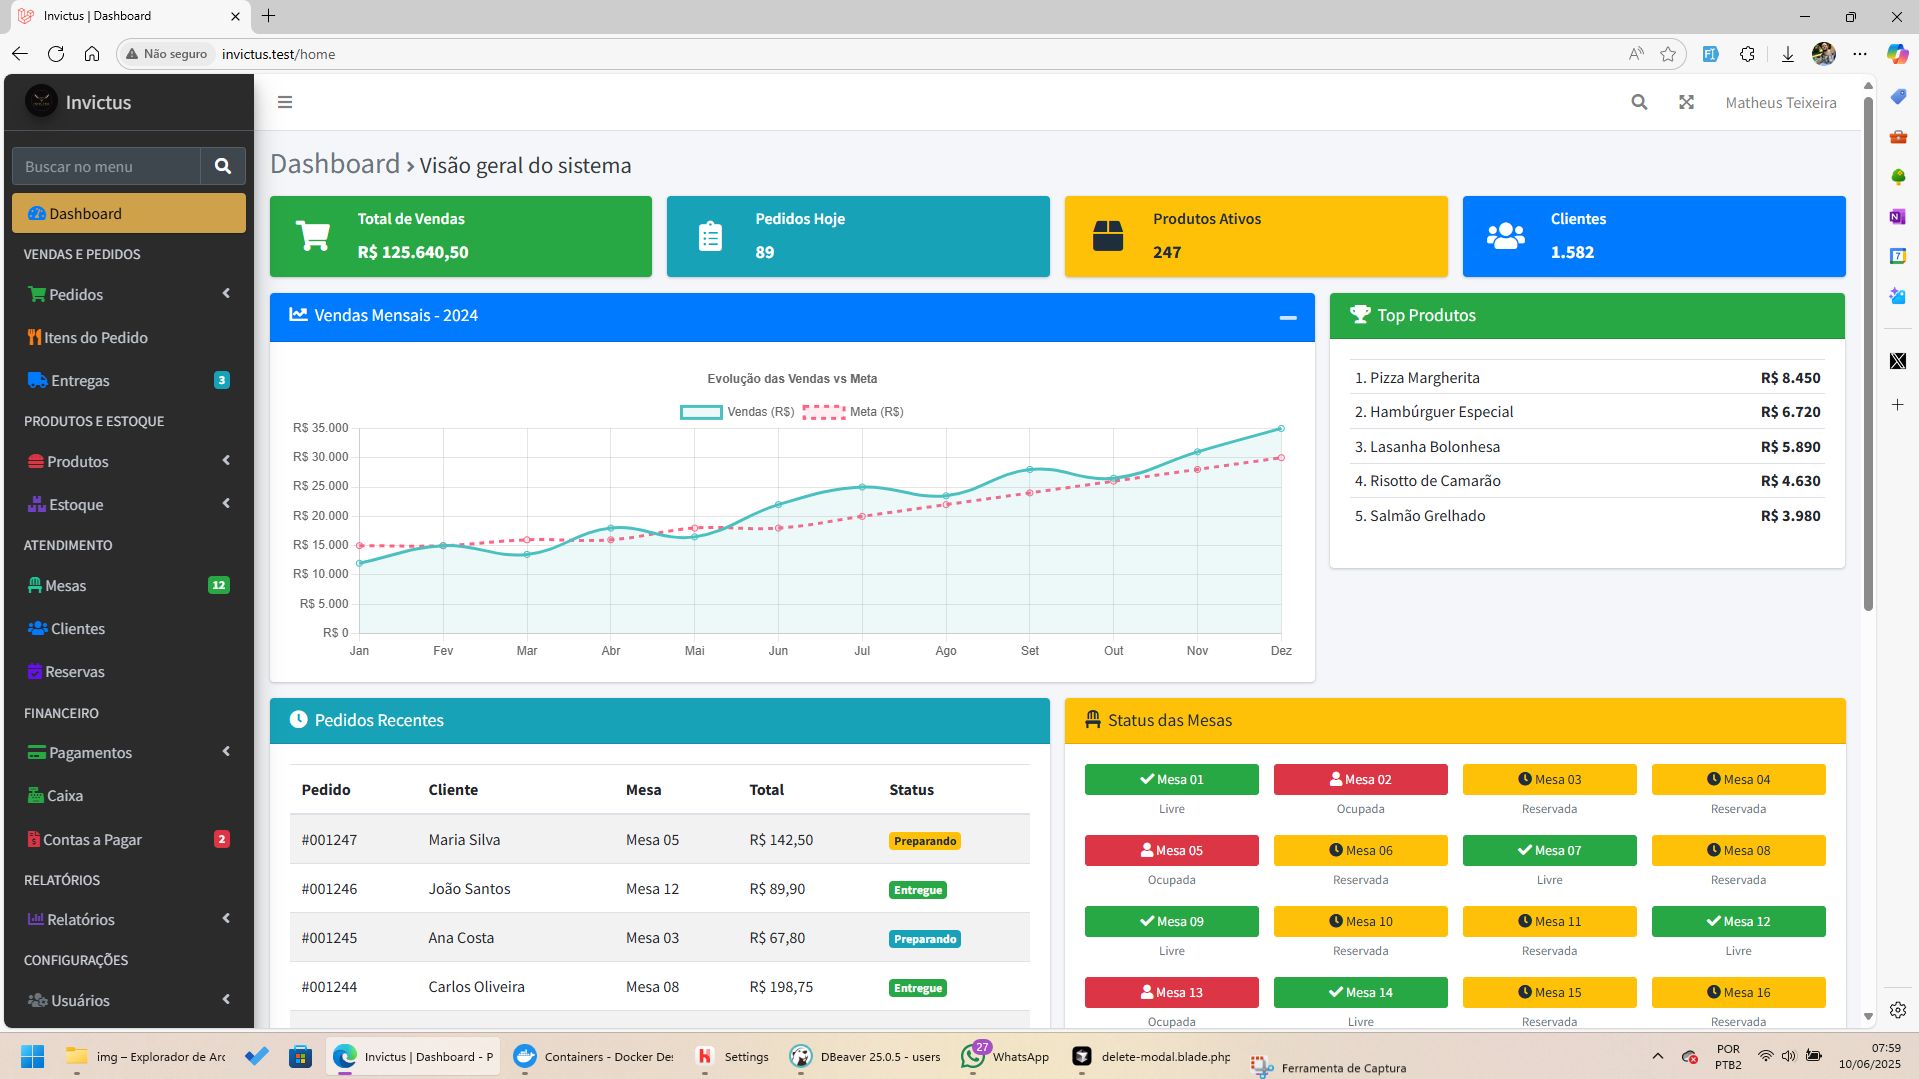 Invictus | Dashboard
Não seguro invictus.test/home
Invictus
Matheus Teixeira
Buscar no menu
Dashboard
VENDAS E PEDIDOS
Pedidos
Itens do Pedido
Entregas 3
PRODUTOS E ESTOQUE
Produtos
Estoque
ATENDIMENTO
Mesas 12
Clientes
Reservas
FINANCEIRO
Pagamentos
Caixa
Contas a Pagar 2
RELATÓRIOS
Relatórios
CONFIGURAÇÕES
Usuários
Dashboard › Visão geral do sistema
Total de Vendas
R$ 125.640,50
Pedidos Hoje
89
Produtos Ativos
247
Clientes
1.582
Vendas Mensais - 2024
Evolução das Vendas vs Meta
Vendas (R$) Meta (R$)
R$ 35.000
R$ 30.000
R$ 25.000
R$ 20.000
R$ 15.000
R$ 10.000
R$ 5.000
R$ 0
Jan Fev Mar Abr Mai Jun Jul Ago Set Out Nov Dez
Top Produtos
1. Pizza Margherita R$ 8.450
2. Hambúrguer Especial R$ 6.720
3. Lasanha Bolonhesa R$ 5.890
4. Risotto de Camarão R$ 4.630
5. Salmão Grelhado R$ 3.980
Pedidos Recentes
Pedido Cliente Mesa Total Status
#001247 Maria Silva Mesa 05 R$ 142,50 Preparando
#001246 João Santos Mesa 12 R$ 89,90 Entregue
#001245 Ana Costa Mesa 03 R$ 67,80 Preparando
#001244 Carlos Oliveira Mesa 08 R$ 198,75 Entregue
Status das Mesas
Mesa 01 Mesa 02 Mesa 03 Mesa 04
Livre Ocupada Reservada Reservada
Mesa 05 Mesa 06 Mesa 07 Mesa 08
Ocupada Reservada Livre Reservada
Mesa 09 Mesa 10 Mesa 11 Mesa 12
Livre Reservada Reservada Livre
Mesa 13 Mesa 14 Mesa 15 Mesa 16
Ocupada Livre Reservada Reservada
img – Explorador de Arc
Invictus | Dashboard - P
Containers - Docker Des
Settings
DBeaver 25.0.5 - users
27
WhatsApp
delete-modal.blade.php
Ferramenta de Captura
POR
PTB2
07:59
10/06/2025